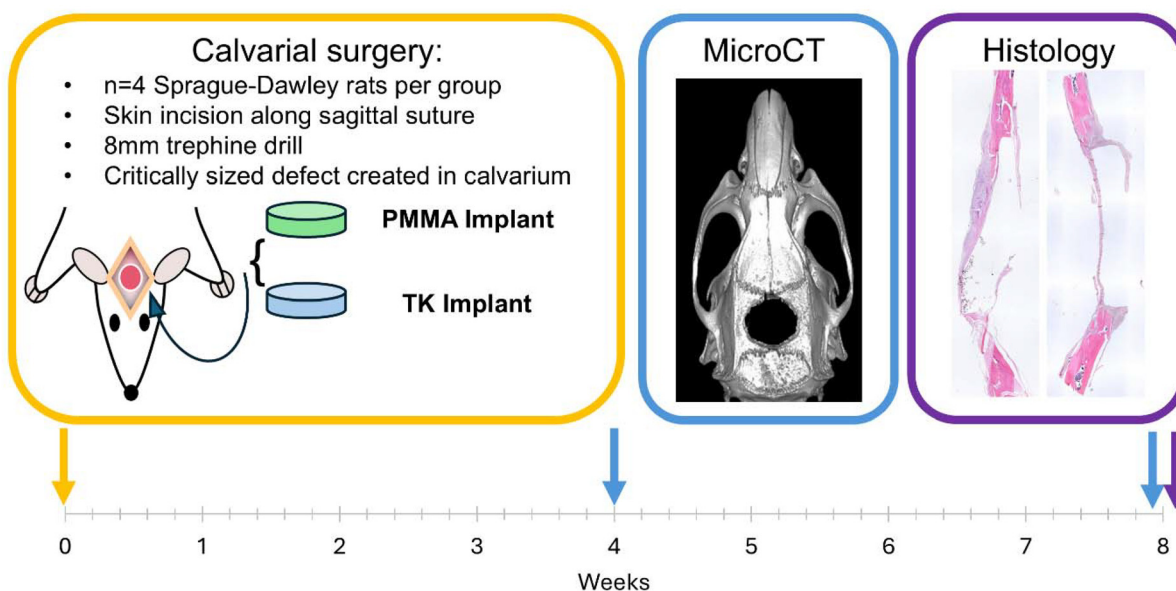 Calvarial surgery:
• n=4 Sprague-Dawley rats per group
• Skin incision along sagittal suture
• 8mm trephine drill
• Critically sized defect created in calvarium
PMMA Implant
{
TK Implant
MicroCT
Histology
0 1 2 3 4 5 6 7 8
Weeks